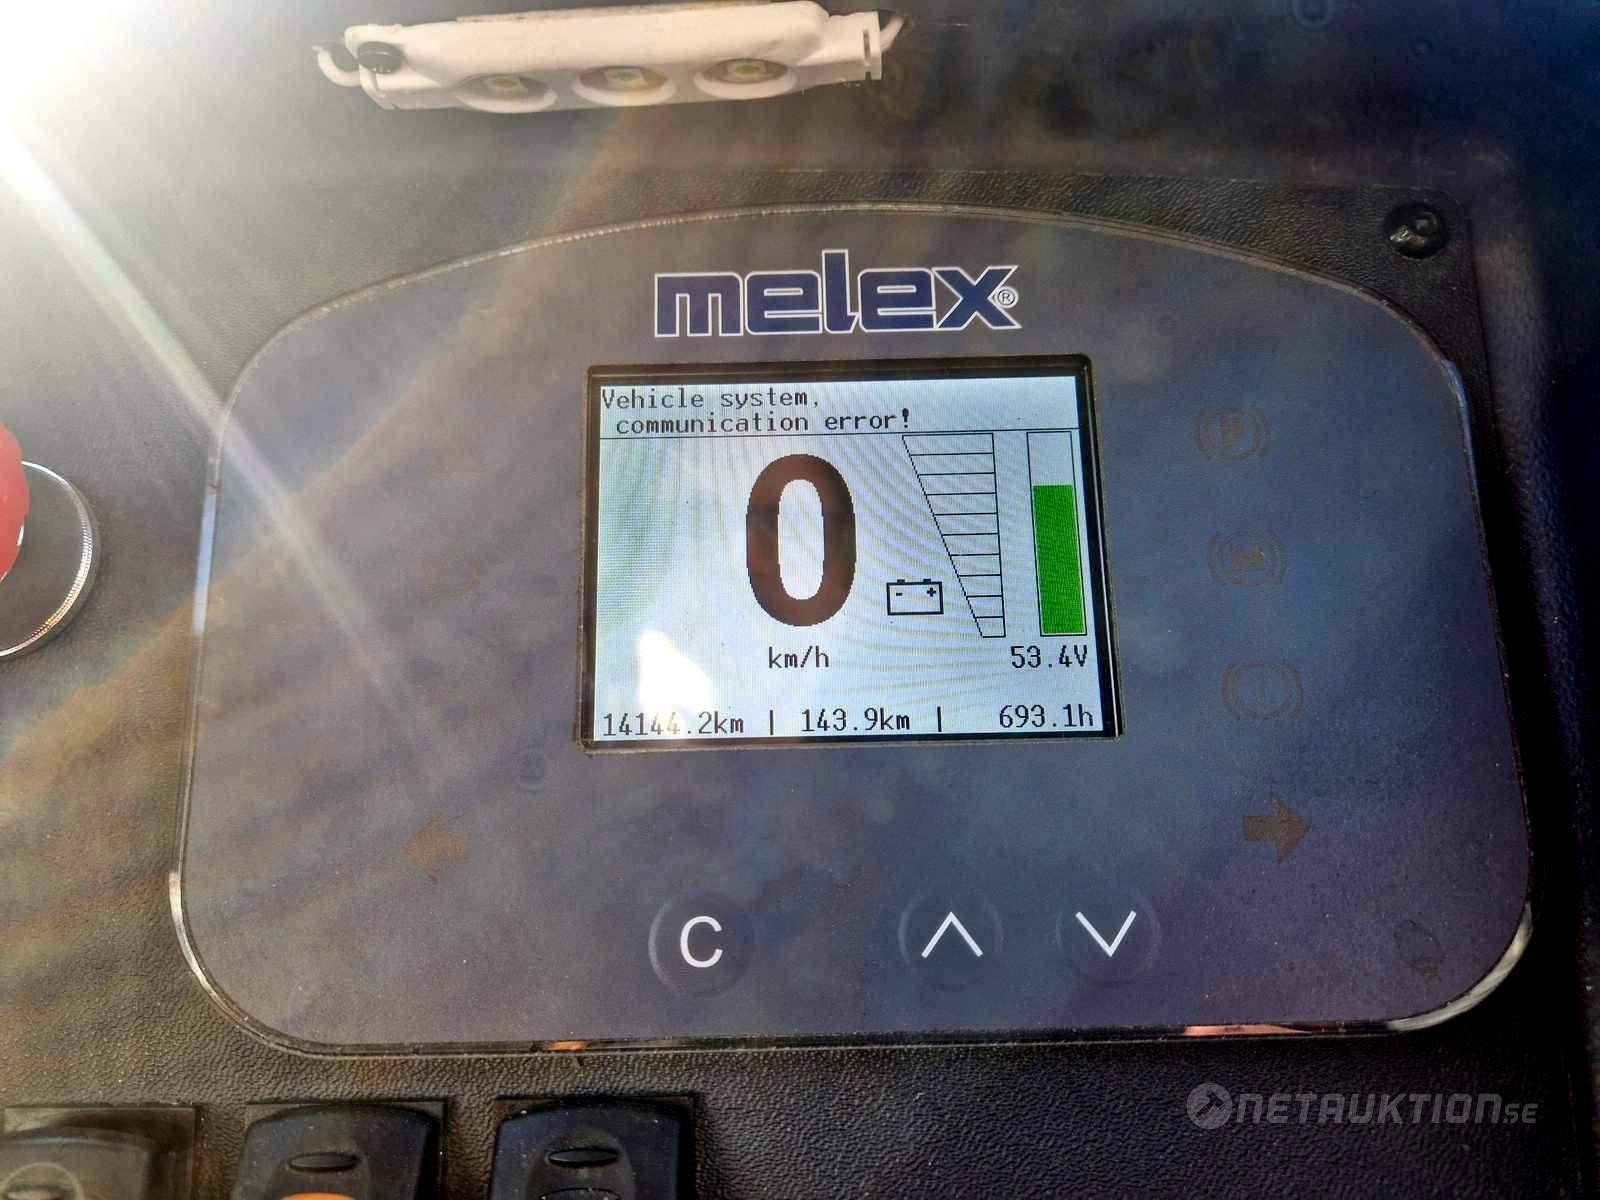 melex®
Vehicle system,
communication error!
0
km/h
53.4V
14144.2km | 143.9km | 693.1h
P
C
NETAUKTION.SE